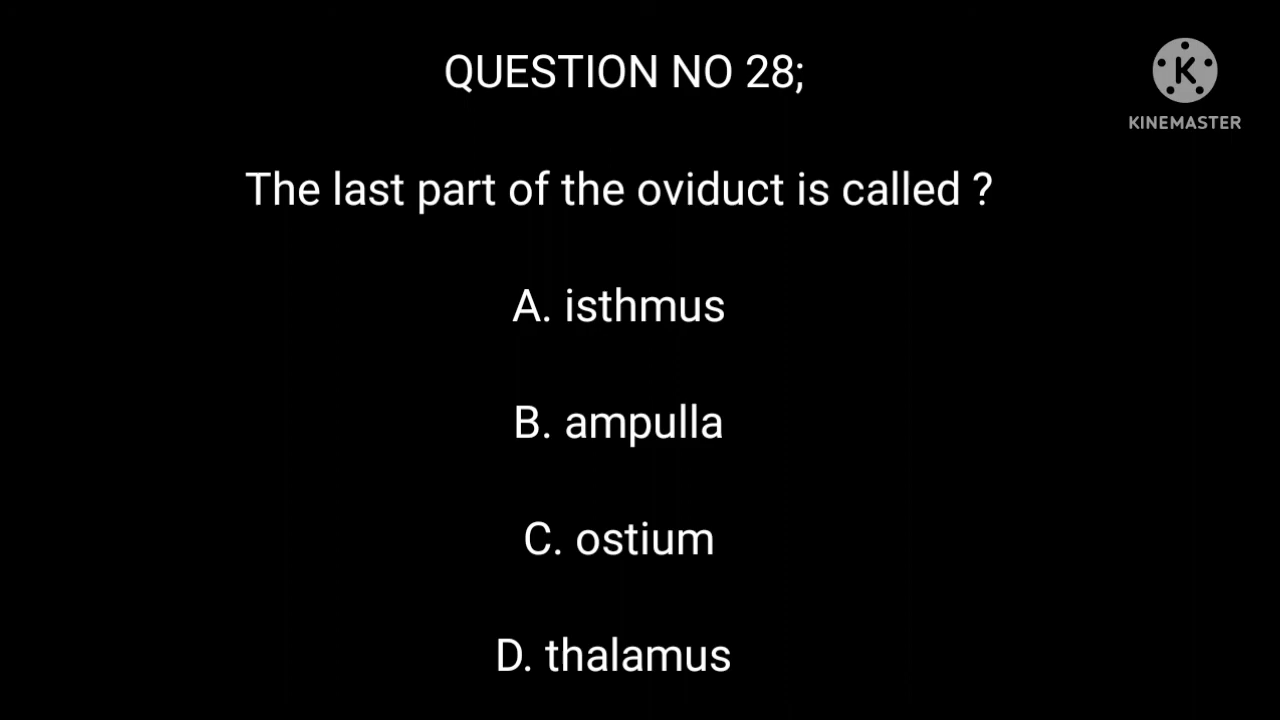 QUESTION NO 28;
KINEMASTER
The last part of the oviduct is called ?
A. isthmus
B. ampulla
C. ostium
D. thalamus